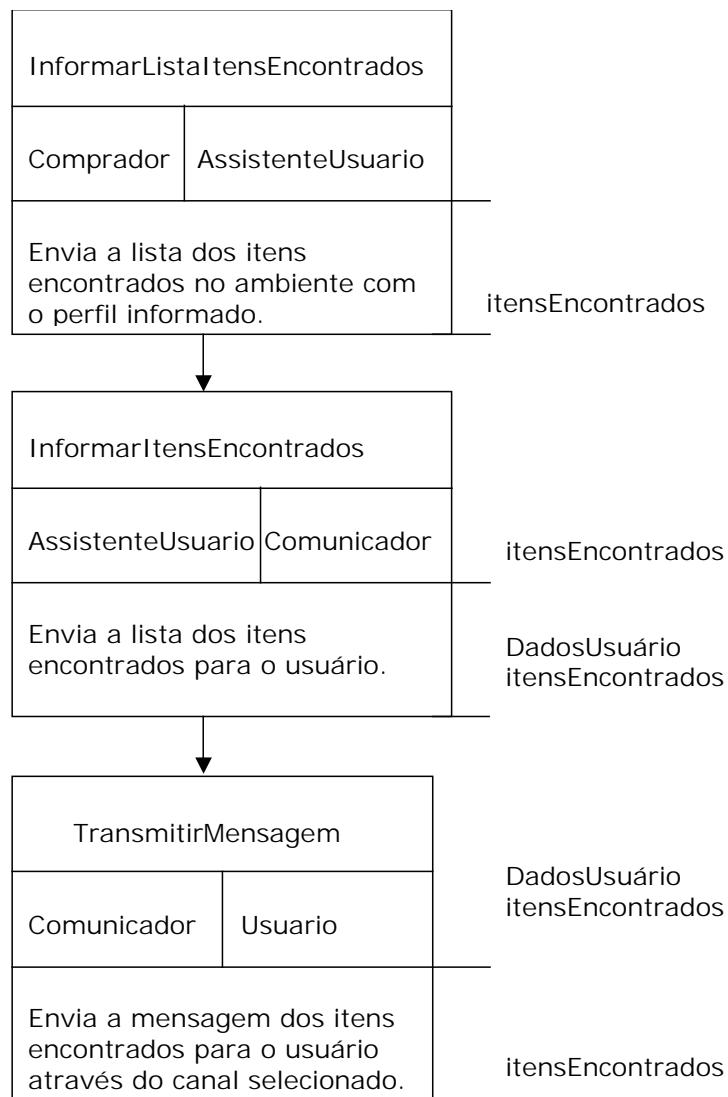 InformarListaItensEncontrados
Comprador AssistenteUsuario
Envia a lista dos itens
encontrados no ambiente com
o perfil informado.
itensEncontrados
InformarItensEncontrados
AssistenteUsuario Comunicador
itensEncontrados
Envia a lista dos itens
encontrados para o usuário.
DadosUsuário
itensEncontrados
TransmitirMensagem
Comunicador Usuario
DadosUsuário
itensEncontrados
Envia a mensagem dos itens
encontrados para o usuário
através do canal selecionado.
itensEncontrados